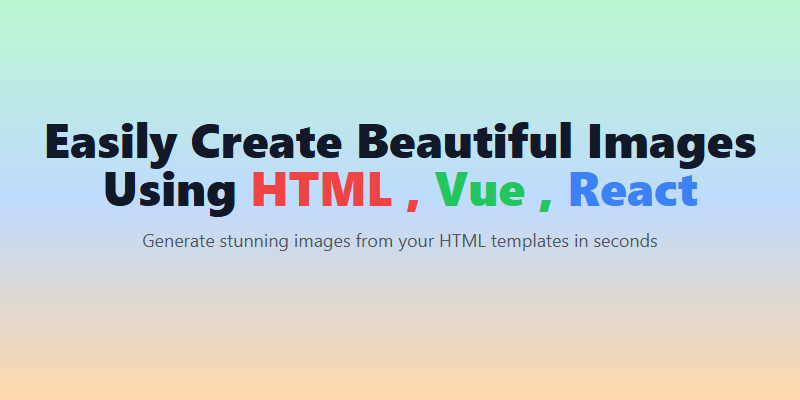 Easily Create Beautiful Images
Using HTML , Vue , React
Generate stunning images from your HTML templates in seconds